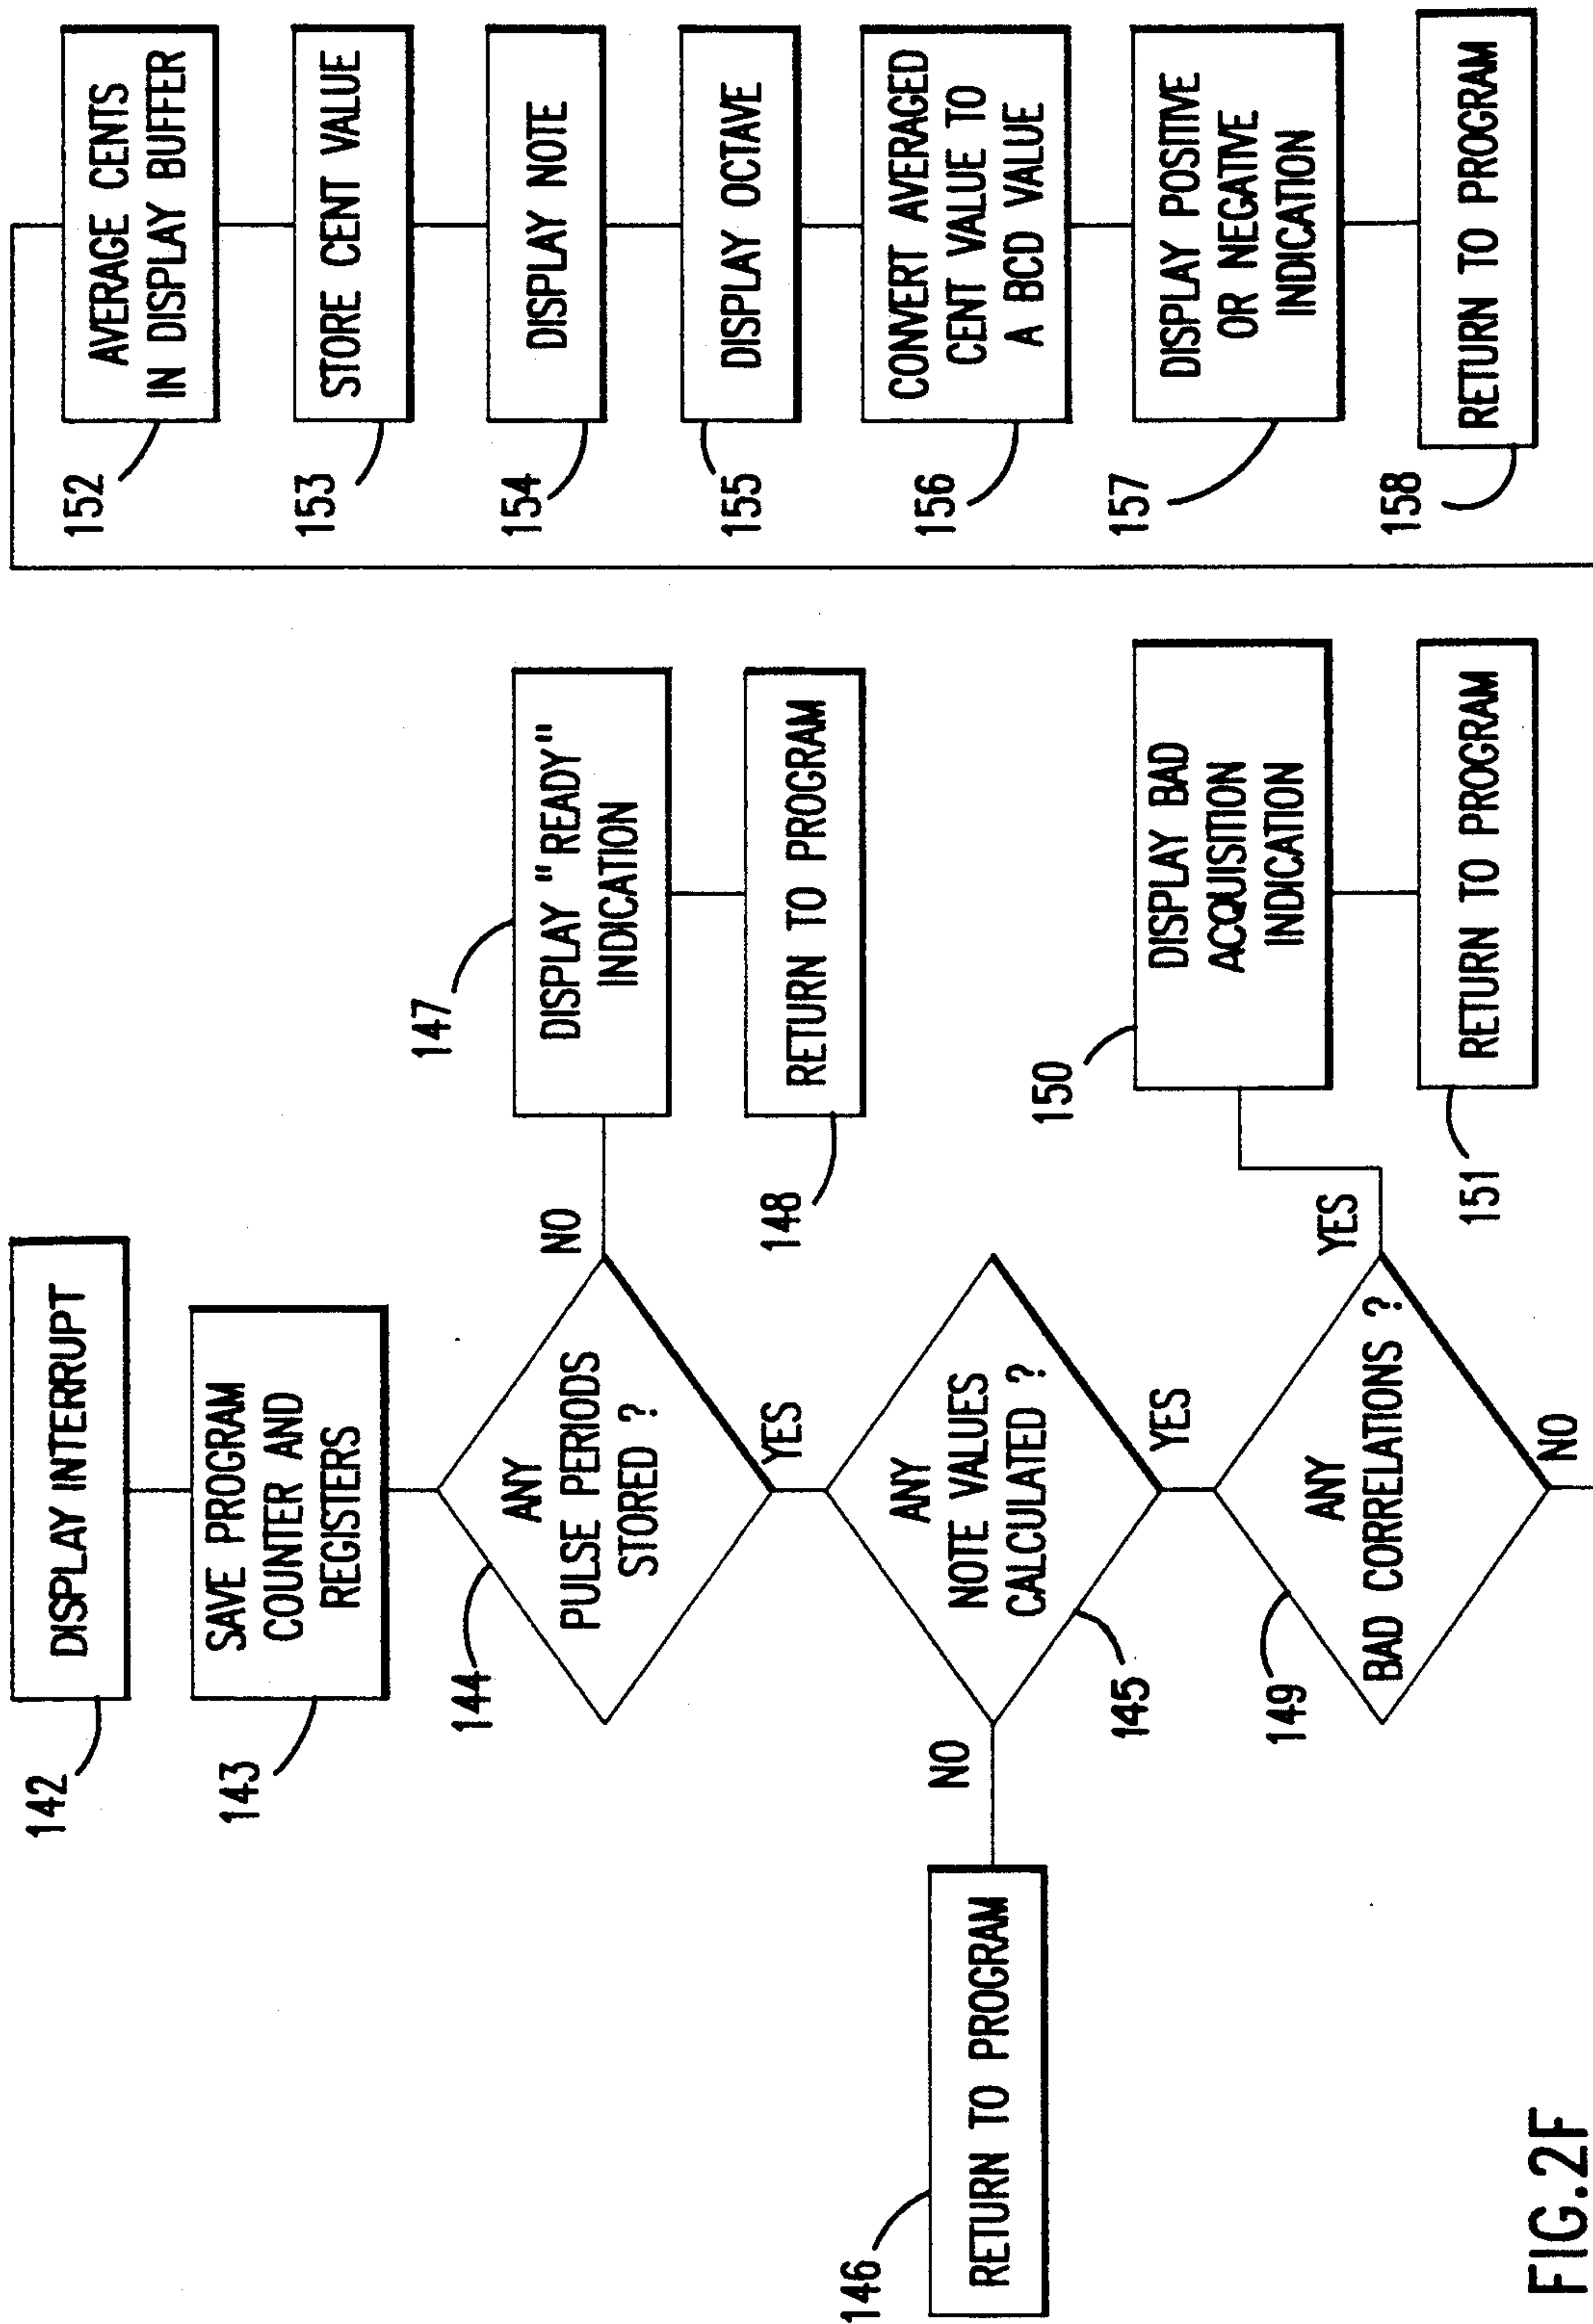 142
DISPLAY INTERRUPT
143
SAVE PROGRAM
COUNTER AND
REGISTERS
144
ANY
PULSE PERIODS
STORED ?
NO
YES
147
DISPLAY "READY"
INDICATION
148
RETURN TO PROGRAM
145
ANY
NOTE VALUES
CALCULATED ?
NO
YES
146
RETURN TO PROGRAM
149
ANY
BAD CORRELATIONS ?
YES
NO
150
DISPLAY BAD
ACQUISITION
INDICATION
151
RETURN TO PROGRAM
152
AVERAGE CENTS
IN DISPLAY BUFFER
153
STORE CENT VALUE
154
DISPLAY NOTE
155
DISPLAY OCTAVE
156
CONVERT AVERAGED
CENT VALUE TO
A BCD VALUE
157
DISPLAY POSITIVE
OR NEGATIVE
INDICATION
158
RETURN TO PROGRAM
FIG.2F